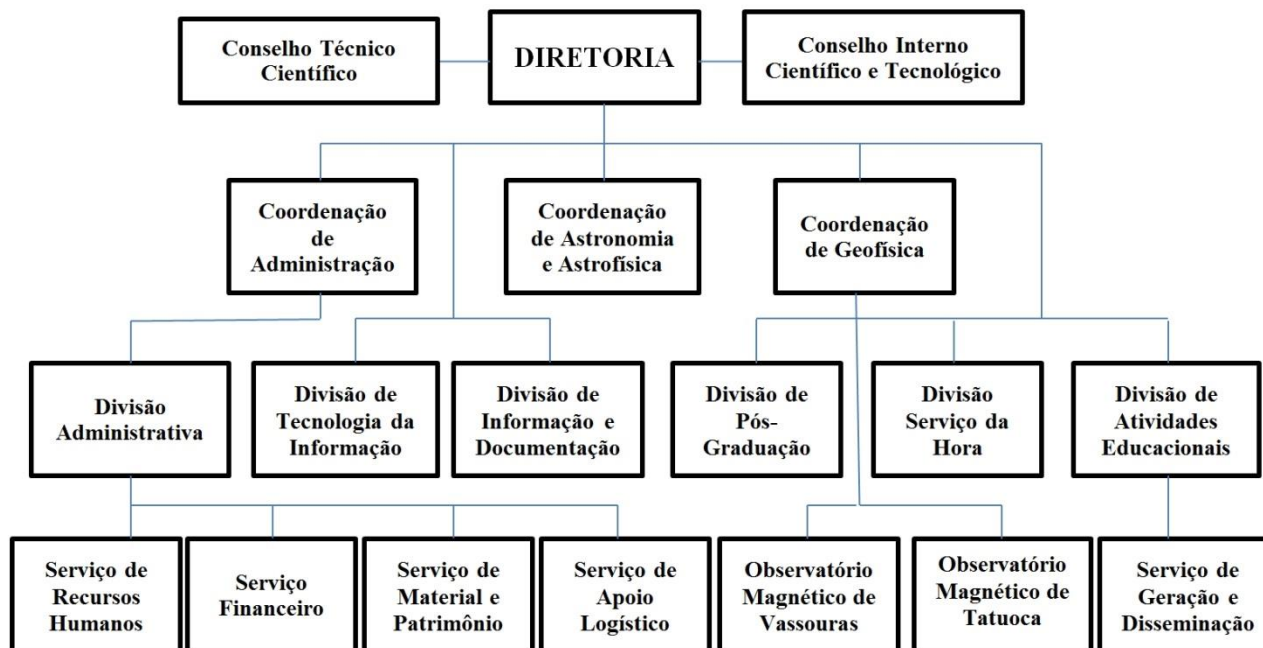 Conselho Técnico
Científico
DIRETORIA
Conselho Interno
Científico e Tecnológico
Coordenação
de
Administração
Coordenação
de Astronomia
e Astrofísica
Coordenação
de Geofísica
Divisão
Administrativa
Divisão de
Tecnologia da
Informação
Divisão de
Informação e
Documentação
Divisão de
Pós-
Graduação
Divisão
Serviço da
Hora
Divisão de
Atividades
Educacionais
Serviço de
Recursos
Humanos
Serviço
Financeiro
Serviço de
Material e
Patrimônio
Serviço de
Apoio
Logístico
Observatório
Magnético de
Vassouras
Observatório
Magnético de
Tatuoca
Serviço de
Geração e
Disseminação